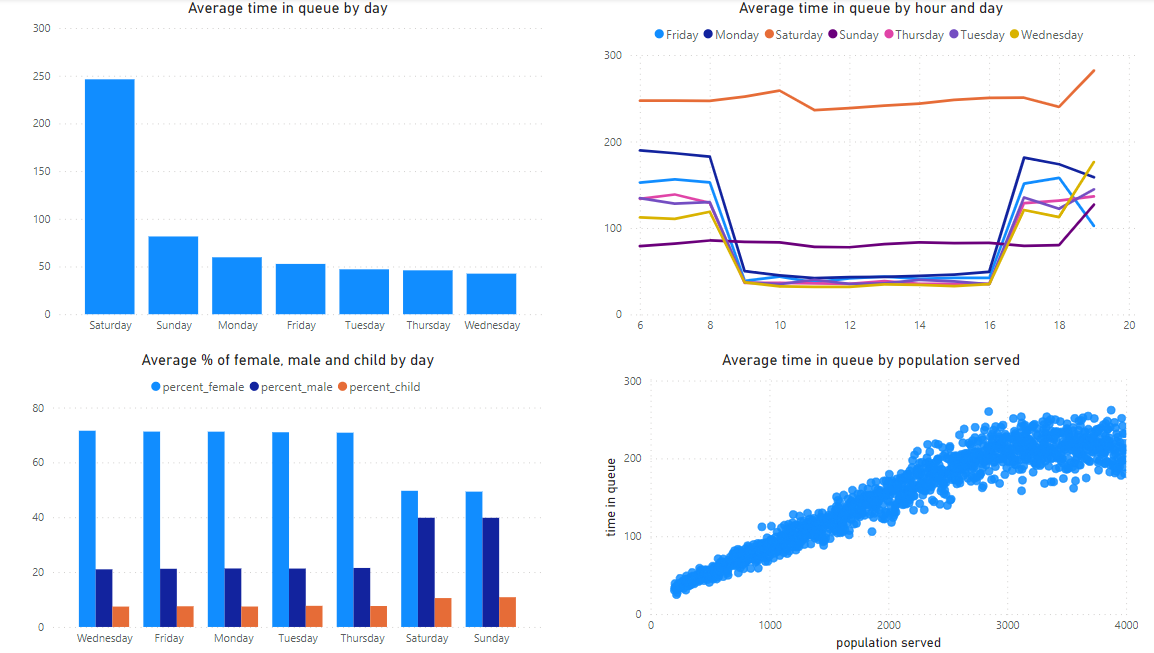 Average time in queue by day
300
250
200
150
100
50
0
Saturday Sunday Monday Friday Tuesday Thursday Wednesday
Average time in queue by hour and day
Friday Monday Saturday Sunday Thursday Tuesday Wednesday
300
200
100
0
6 8 10 12 14 16 18 20
Average % of female, male and child by day
percent_female percent_male percent_child
80
60
40
20
0
Wednesday Friday Monday Tuesday Thursday Saturday Sunday
Average time in queue by population served
300
200
100
0
time in queue
0 1000 2000 3000 4000
population served